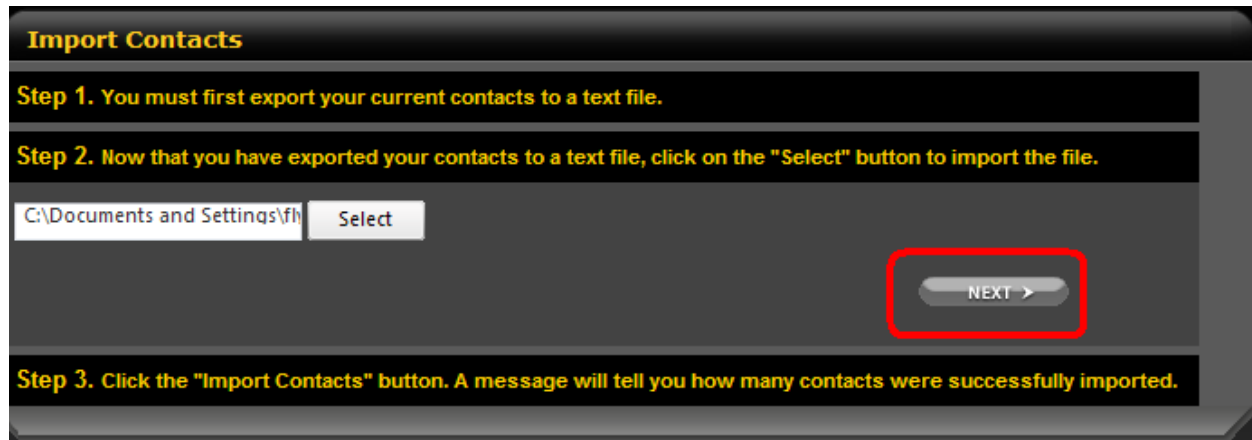 Import Contacts
Step 1. You must first export your current contacts to a text file.
Step 2. Now that you have exported your contacts to a text file, click on the "Select" button to import the file.
C:\Documents and Settings\fly Select
NEXT >
Step 3. Click the "Import Contacts" button. A message will tell you how many contacts were successfully imported.